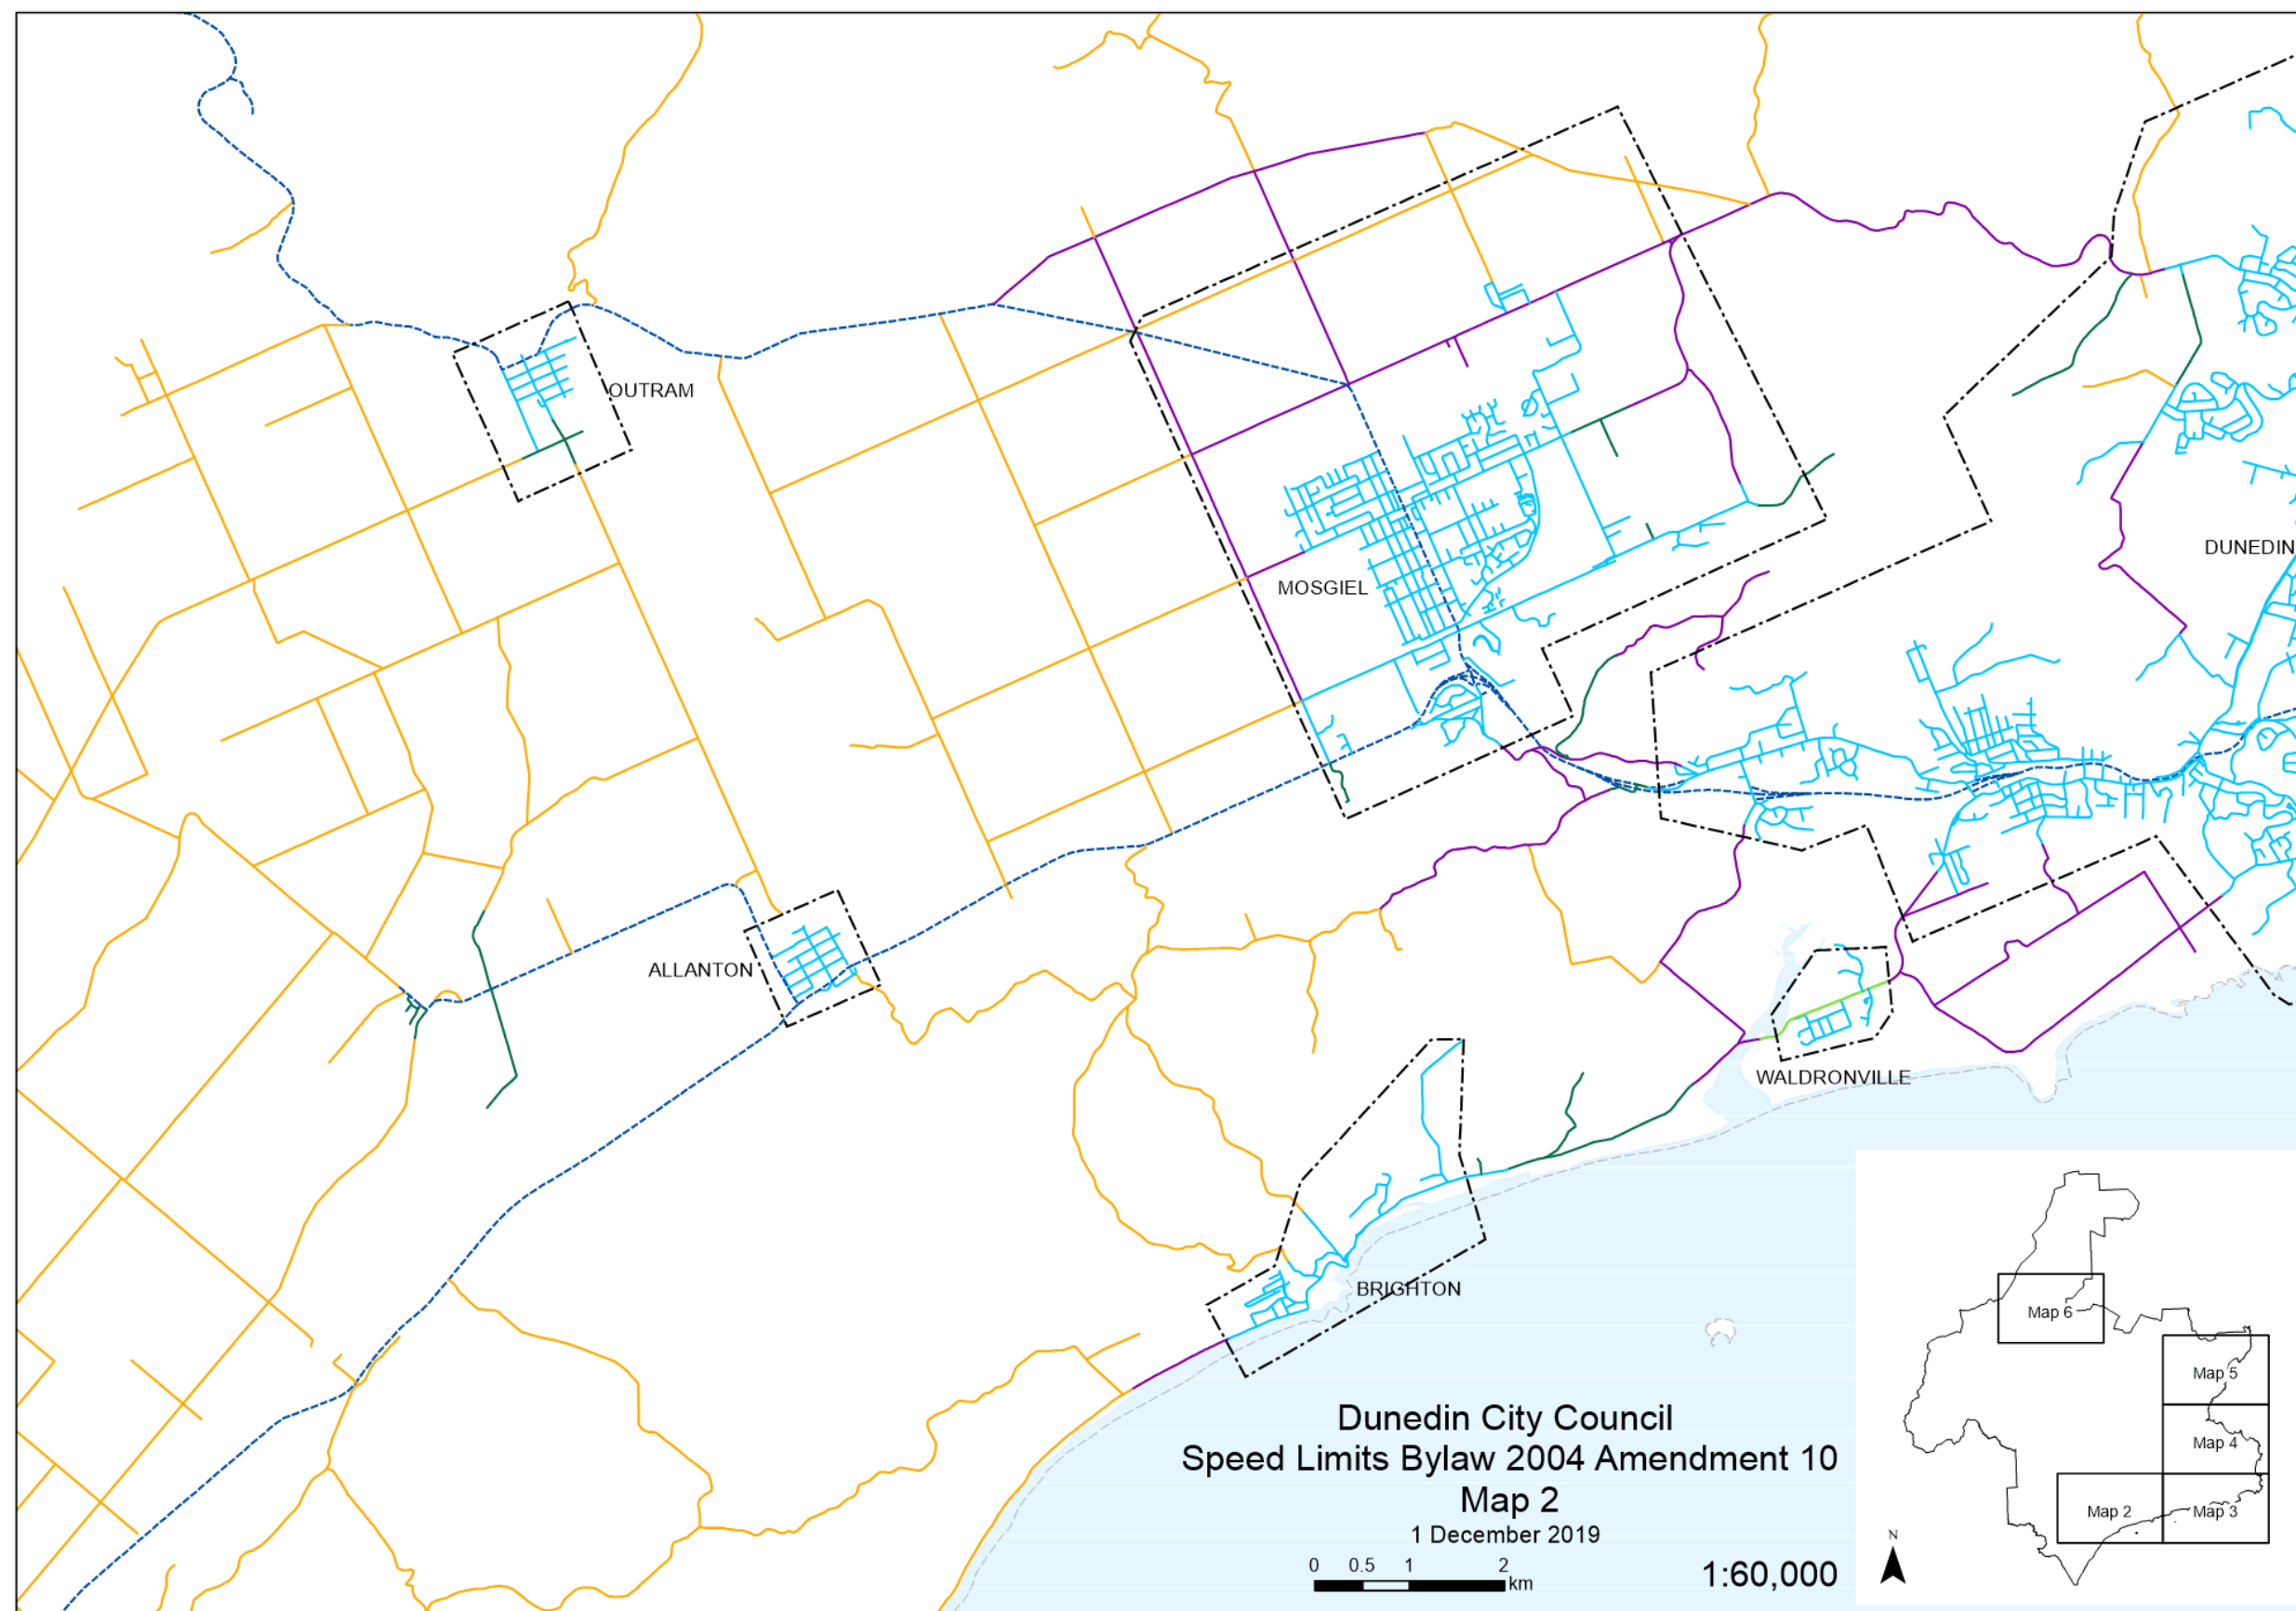 OUTRAM
DUNEDIN
MOSGIEL
ALLANTON
WALDRONVILLE
BRIGHTON
Dunedin City Council
Speed Limits Bylaw 2004 Amendment 10
Map 2
1 December 2019
0 0.5 1 2
km
1:60,000
N
Map 6
Map 5
Map 4
Map 2
Map 3